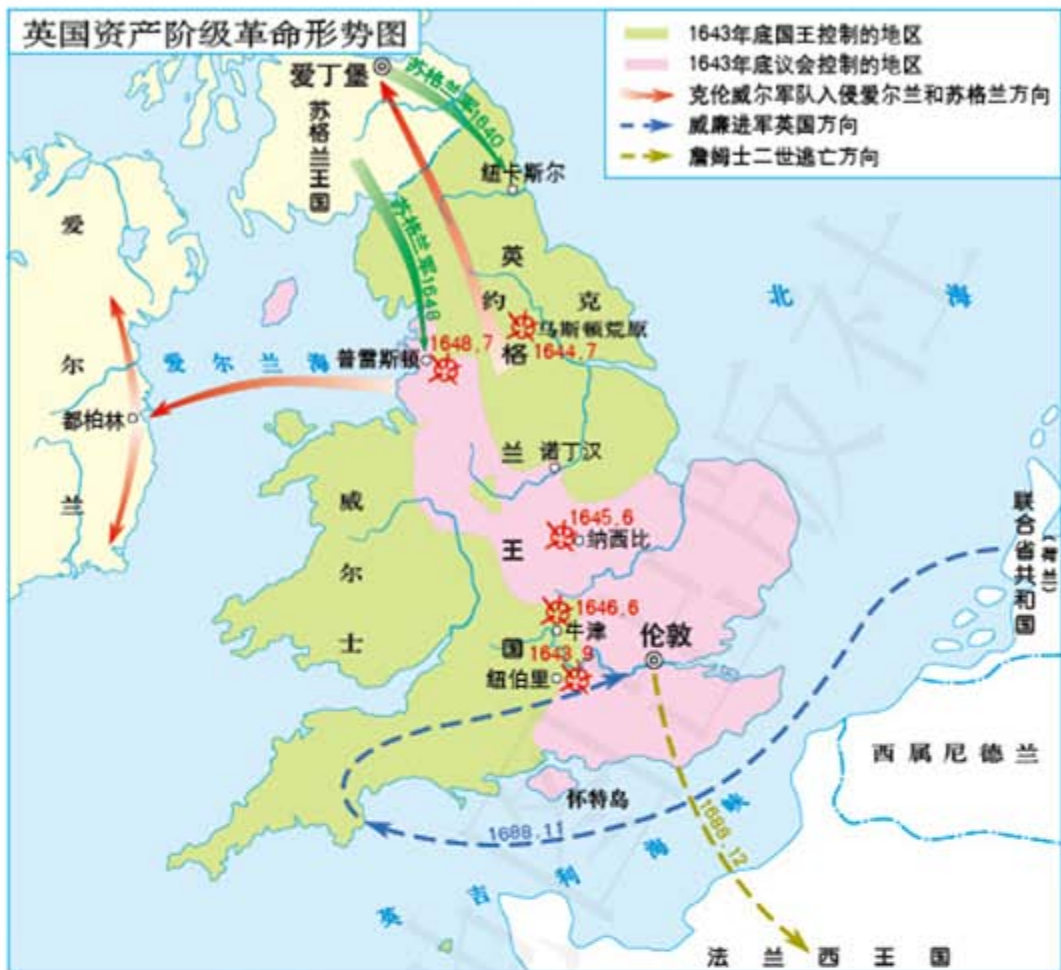 英国资产阶级革命形势图
1643年底国王控制的地区
1643年底议会控制的地区
克伦威尔军队入侵爱尔兰和苏格兰方向
威廉进军英国方向
詹姆士二世逃亡方向
爱丁堡
苏格兰军1640
苏格兰王国
纽卡斯尔
苏格兰军1648
爱尔兰
英格兰王国
约克
北海
马斯顿荒原
1644.7
1648.7
普雷斯顿
爱尔兰海
都柏林
诺丁汉
威尔士
1645.6
纳西比
1646.6
牛津
伦敦
1643.9
纽伯里
联合省共和国
(荷兰)
西属尼德兰
怀特岛
1688.11
1688.12
英吉利海峡
法兰西王国